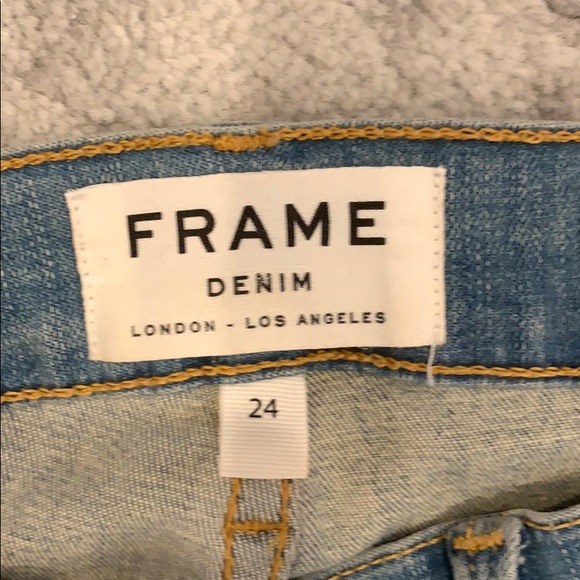 FRAME
DENIM
LONDON - LOS ANGELES
24